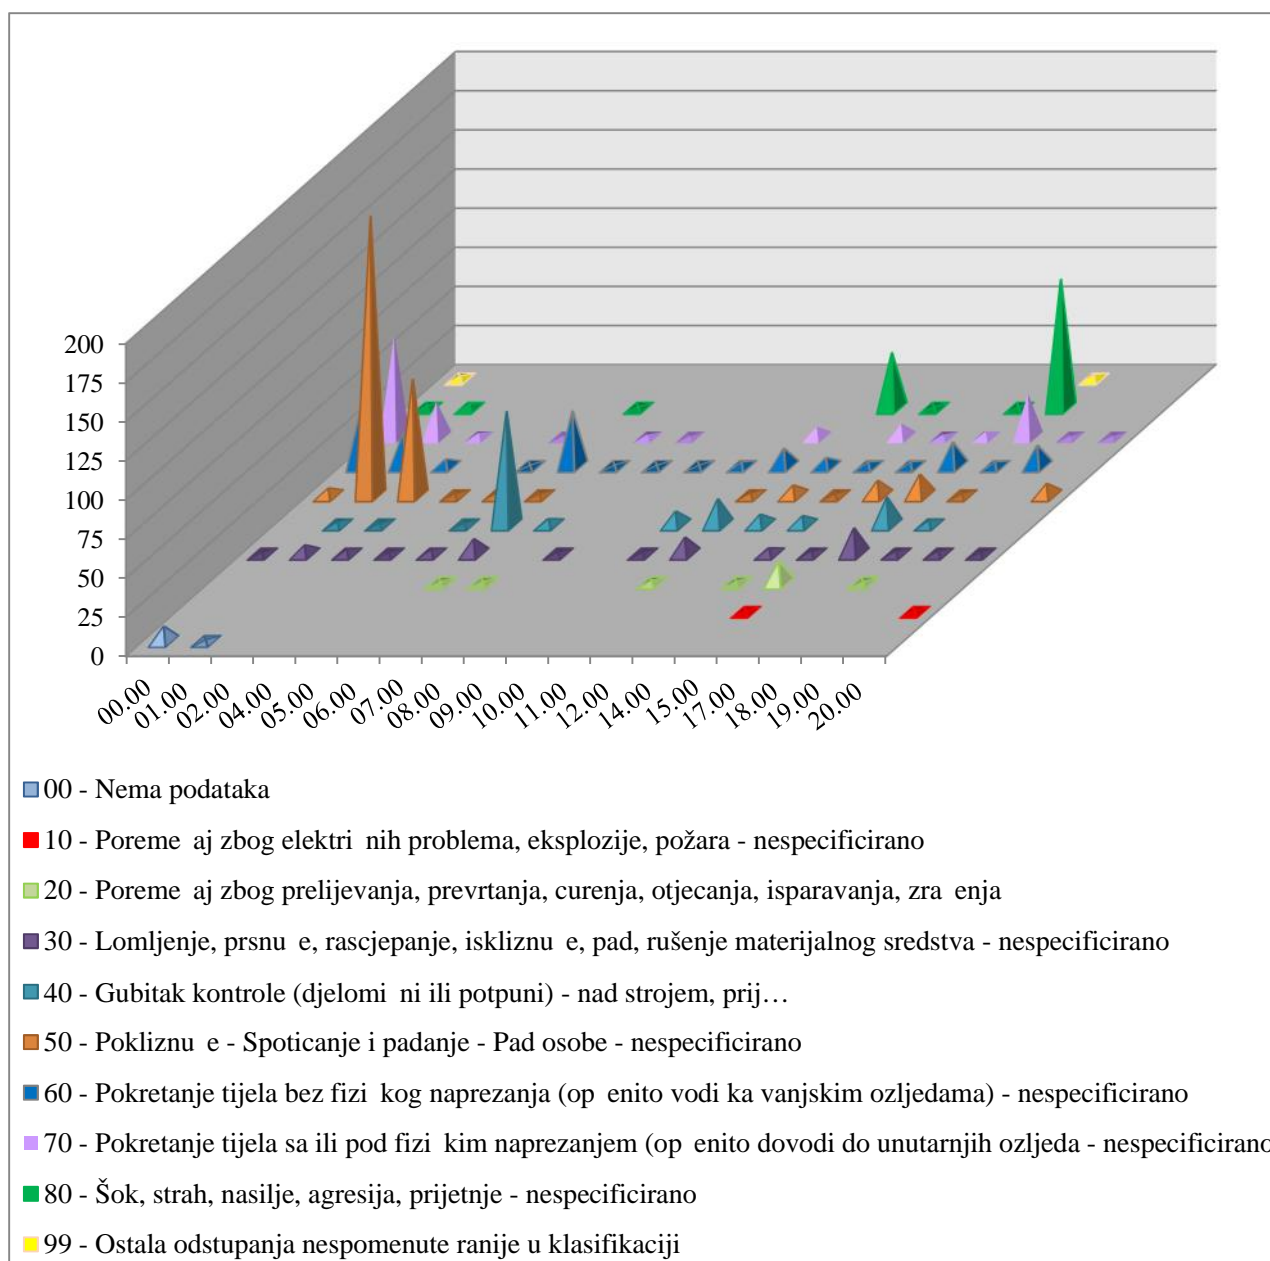 200
175
150
125
100
75
50
25
0
00.00 01.00 02.00 04.00 05.00 06.00 07.00 08.00 09.00 10.00 11.00 12.00 14.00 15.00 17.00 18.00 19.00 20.00
00 - Nema podataka
10 - Poreme aj zbog elektri nih problema, eksplozije, požara - nespecificirano
20 - Poreme aj zbog prelijevanja, prevrtanja, curenja, otjecanja, isparavanja, zra enja
30 - Lomljenje, prsnu e, rascjepanje, iskliznu e, pad, rušenje materijalnog sredstva - nespecificirano
40 - Gubitak kontrole (djelomi ni ili potpuni) - nad strojem, prij…
50 - Pokliznu e - Spoticanje i padanje - Pad osobe - nespecificirano
60 - Pokretanje tijela bez fizi kog naprezanja (op enito vodi ka vanjskim ozljedama) - nespecificirano
70 - Pokretanje tijela sa ili pod fizi kim naprezanjem (op enito dovodi do unutarnjih ozljeda - nespecificirano
80 - Šok, strah, nasilje, agresija, prijetnje - nespecificirano
99 - Ostala odstupanja nespomenute ranije u klasifikaciji